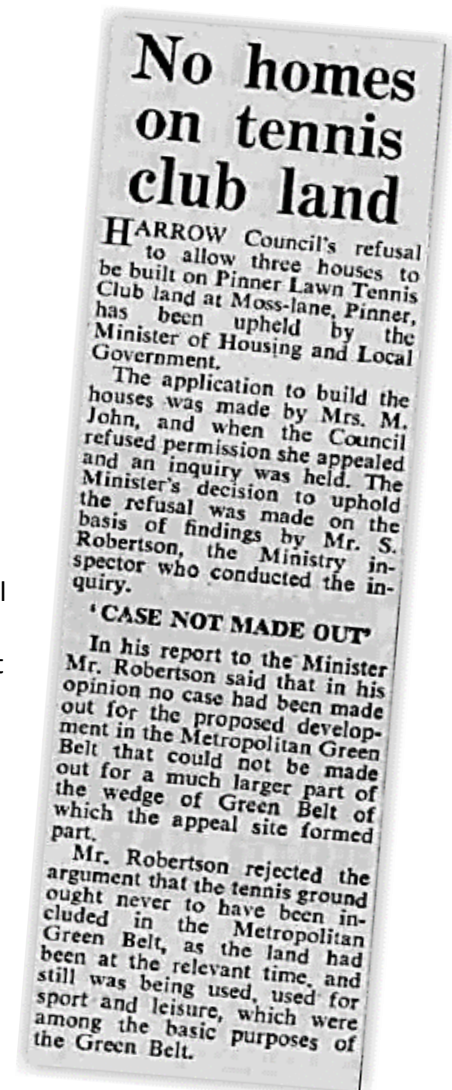 No homes
on tennis
club land
HARROW Council's refusal
to allow three houses to
be built on Pinner Lawn Tennis
Club land at Moss-lane, Pinner,
has been upheld by the
Minister of Housing and Local
Government.
The application to build the
houses was made by Mrs. M.
John, and when the Council
refused permission she appealed
and an inquiry was held. The
Minister's decision to uphold
the refusal was made on the
basis of findings by Mr. S.
Robertson, the Ministry in-
spector who conducted the in-
quiry.
'CASE NOT MADE OUT'
In his report to the Minister
Mr. Robertson said that in his
opinion no case had been made
out for the proposed develop-
ment in the Metropolitan Green
Belt that could not be made
out for a much larger part of
the wedge of Green Belt of
which the appeal site formed
part.
Mr. Robertson rejected the
argument that the tennis ground
ought never to have been in-
cluded in the Metropolitan
Green Belt, as the land had
been at the relevant time, and
still was being used, used for
sport and leisure, which were
among the basic purposes of
the Green Belt.